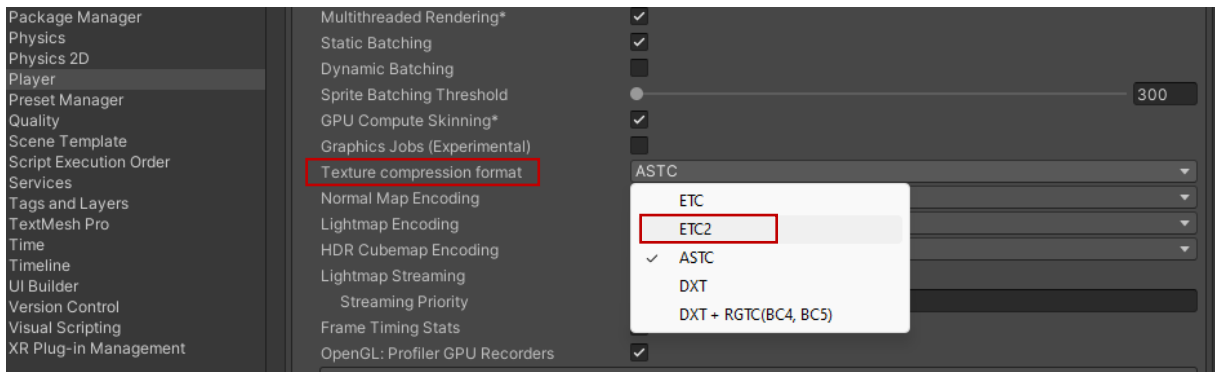 Package Manager
Physics
Physics 2D
Player
Preset Manager
Quality
Scene Template
Script Execution Order
Services
Tags and Layers
TextMesh Pro
Time
Timeline
UI Builder
Version Control
Visual Scripting
XR Plug-in Management
Multithreaded Rendering*
Static Batching
Dynamic Batching
Sprite Batching Threshold 300
GPU Compute Skinning*
Graphics Jobs (Experimental)
Texture compression format ASTC
Normal Map Encoding
Lightmap Encoding
HDR Cubemap Encoding
Lightmap Streaming
Streaming Priority
Frame Timing Stats
OpenGL: Profiler GPU Recorders
ETC
ETC2
ASTC
DXT
DXT + RGTC(BC4, BC5)